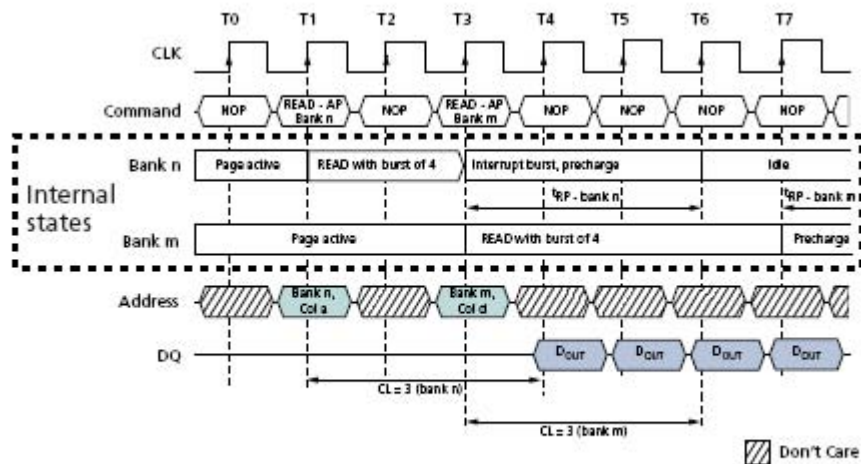 T0 T1 T2 T3 T4 T5 T6 T7
CLK
Command NOP READ - AP Bank n NOP READ - AP Bank m NOP NOP NOP NOP
Bank n Page active READ with burst of 4 Interrupt burst, precharge Idle
tRP - bank n tRP - bank m
Internal states
Bank m Page active READ with burst of 4 Precharge
Address Bank n, Col a Bank m, Col d
DQ DOUT DOUT DOUT DOUT
CL = 3 (bank n)
CL = 3 (bank m)
Don't Care